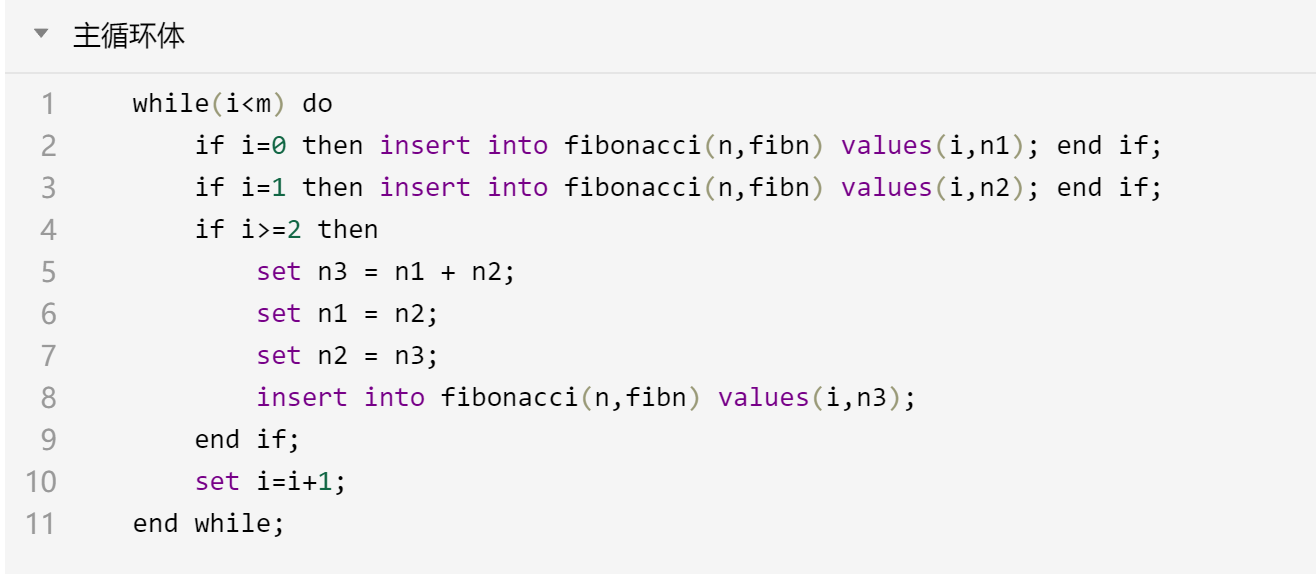 主循环体
1 while(i<m) do
2 if i=0 then insert into fibonacci(n,fibn) values(i,n1); end if;
3 if i=1 then insert into fibonacci(n,fibn) values(i,n2); end if;
4 if i>=2 then
5 set n3 = n1 + n2;
6 set n1 = n2;
7 set n2 = n3;
8 insert into fibonacci(n,fibn) values(i,n3);
9 end if;
10 set i=i+1;
11 end while;